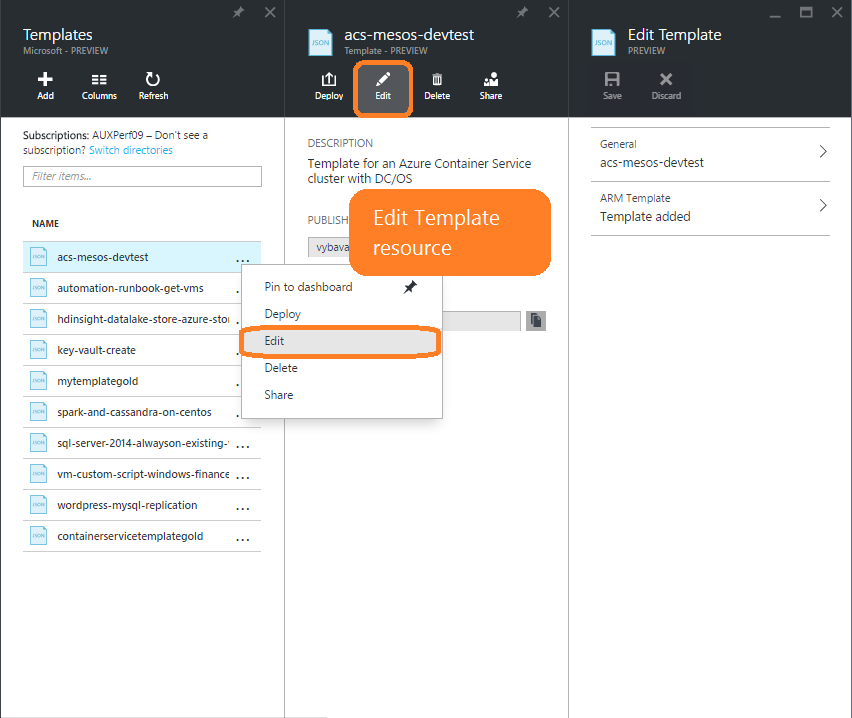 Templates
Microsoft - PREVIEW
Add
Columns
Refresh
Subscriptions: AUXPerf09 – Don't see a
subscription? Switch directories
Filter items...
NAME
acs-mesos-devtest
...
automation-runbook-get-vms
hdinsight-datalake-store-azure-stor
key-vault-create
mytemplategold
spark-and-cassandra-on-centos
sql-server-2014-alwayson-existing-
...
vm-custom-script-windows-finance
...
wordpress-mysql-replication
...
containerservicetemplategold
...
acs-mesos-devtest
Template - PREVIEW
JSON
Deploy
Edit
Delete
Share
DESCRIPTION
Template for an Azure Container Service
cluster with DC/OS
PUBLISH
vybava
Edit Template
resource
Pin to dashboard
Deploy
Edit
Delete
Share
Edit Template
PREVIEW
JSON
Save
Discard
General
acs-mesos-devtest
ARM Template
Template added